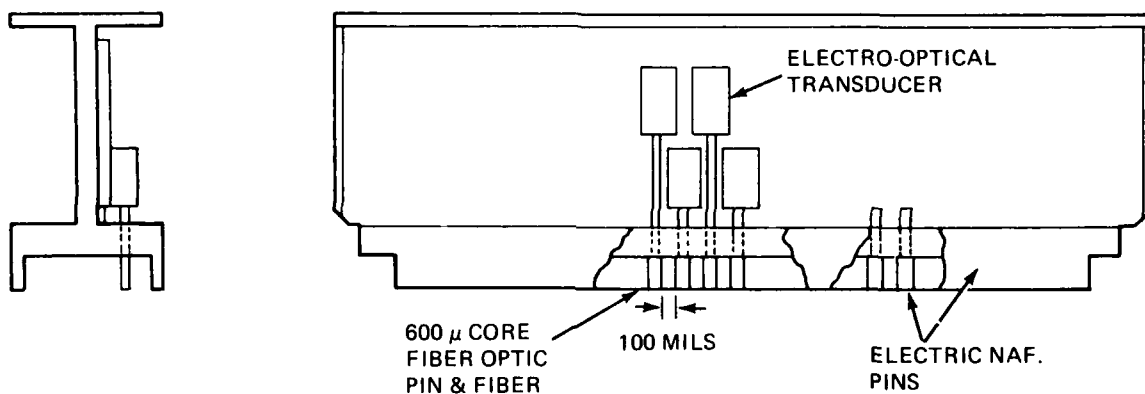 ELECTRO-OPTICAL
TRANSDUCER
600 μ CORE
FIBER OPTIC
PIN & FIBER
100 MILS
ELECTRIC NAF.
PINS